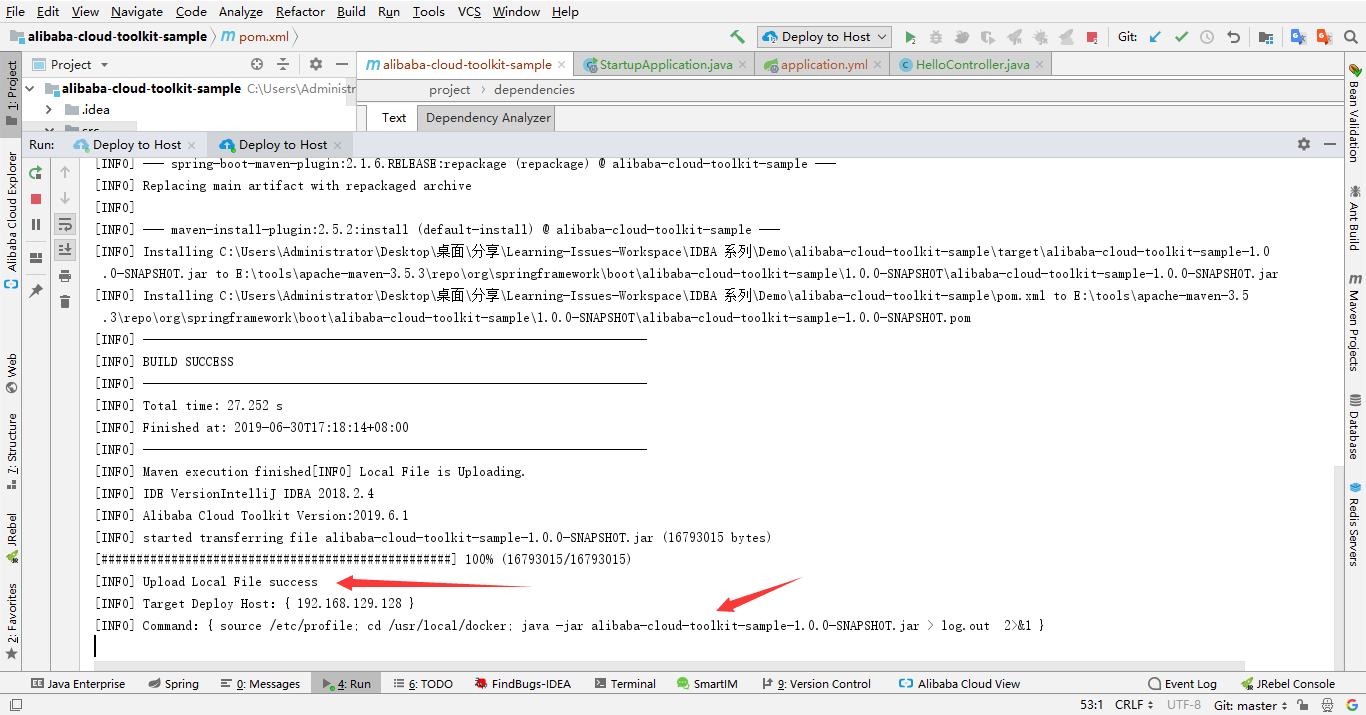 File Edit View Navigate Code Analyze Refactor Build Run Tools VCS Window Help
alibaba-cloud-toolkit-sample pom.xml Deploy to Host Git:
Project
alibaba-cloud-toolkit-sample StartupApplication.java application.yml HelloController.java
alibaba-cloud-toolkit-sample C:\Users\Administr
project dependencies
.idea
Text Dependency Analyzer
src
Run: Deploy to Host Deploy to Host
[INFO] --- spring-boot-maven-plugin:2.1.6.RELEASE:repackage (repackage) @ alibaba-cloud-toolkit-sample ---
[INFO] Replacing main artifact with repackaged archive
[INFO]
[INFO] --- maven-install-plugin:2.5.2:install (default-install) @ alibaba-cloud-toolkit-sample ---
[INFO] Installing C:\Users\Administrator\Desktop\桌面\分享\Learning-Issues-Workspace\IDEA 系列\Demo\alibaba-cloud-toolkit-sample\target\alibaba-cloud-toolkit-sample-1.0
.0-SNAPSHOT.jar to E:\tools\apache-maven-3.5.3\repo\org\springframework\boot\alibaba-cloud-toolkit-sample\1.0.0-SNAPSHOT\alibaba-cloud-toolkit-sample-1.0.0-SNAPSHOT.jar
[INFO] Installing C:\Users\Administrator\Desktop\桌面\分享\Learning-Issues-Workspace\IDEA 系列\Demo\alibaba-cloud-toolkit-sample\pom.xml to E:\tools\apache-maven-3.5
.3\repo\org\springframework\boot\alibaba-cloud-toolkit-sample\1.0.0-SNAPSHOT\alibaba-cloud-toolkit-sample-1.0.0-SNAPSHOT.pom
[INFO] ------------------------------------------------------------------------
[INFO] BUILD SUCCESS
[INFO] ------------------------------------------------------------------------
[INFO] Total time: 27.252 s
[INFO] Finished at: 2019-06-30T17:18:14+08:00
[INFO] ------------------------------------------------------------------------
[INFO] Maven execution finished[INFO] Local File is Uploading.
[INFO] IDE VersionIntelliJ IDEA 2018.2.4
[INFO] Alibaba Cloud Toolkit Version:2019.6.1
[INFO] started transferring file alibaba-cloud-toolkit-sample-1.0.0-SNAPSHOT.jar (16793015 bytes)
[##################################################] 100% (16793015/16793015)
[INFO] Upload Local File success
[INFO] Target Deploy Host: { 192.168.129.128 }
[INFO] Command: { source /etc/profile; cd /usr/local/docker; java -jar alibaba-cloud-toolkit-sample-1.0.0-SNAPSHOT.jar > log.out  2>&1 }
1: Project
Alibaba Cloud Explorer
Web
7: Structure
JRebel
2: Favorites
Bean Validation
Ant Build
Maven Projects
Database
Redis Servers
Java Enterprise Spring 0: Messages 4: Run 6: TODO FindBugs-IDEA Terminal SmartIM 9: Version Control Alibaba Cloud View Event Log JRebel Console
53:1 CRLF UTF-8 Git: master